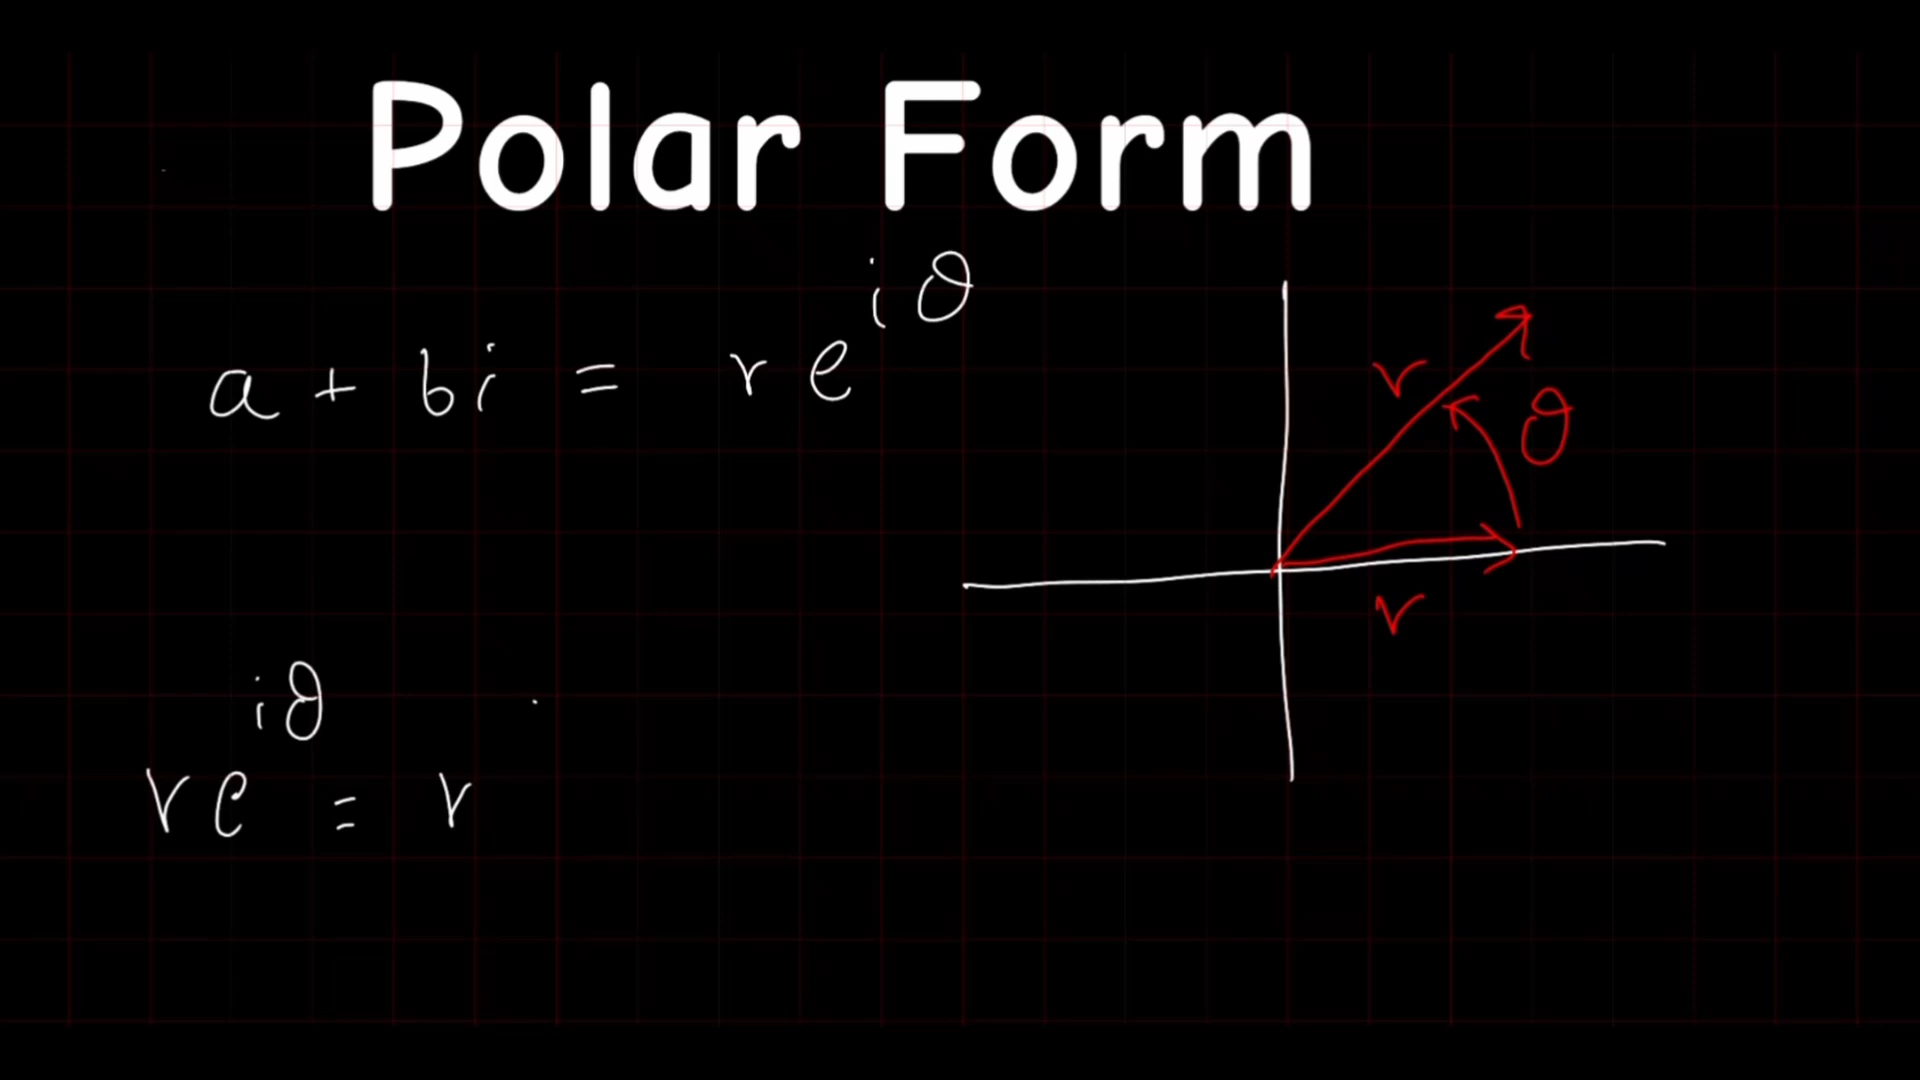 Polar Form
a + bi = re^{iθ}
r
θ
r
re^{iθ} = r